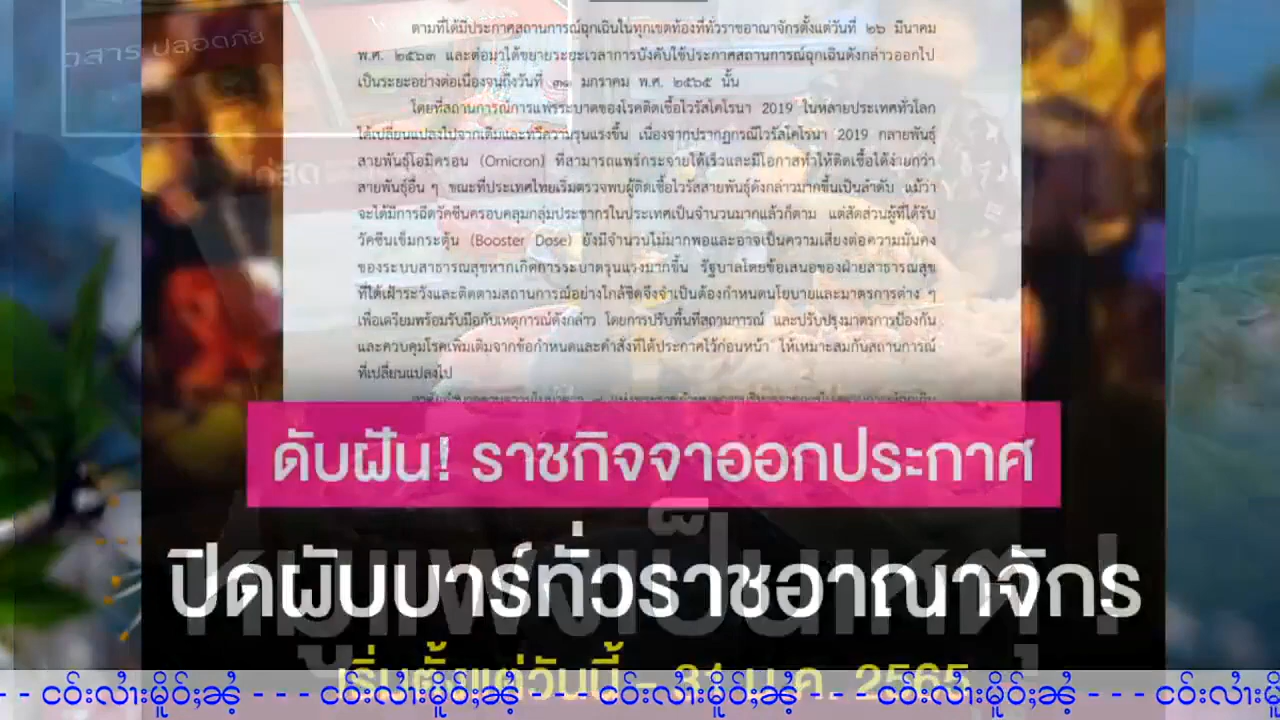 วสาร ปลอดภัย
ตามที่ได้มีประกาศสถานการณ์ฉุกเฉินในทุกเขตท้องที่ทั่วราชอาณาจักรตั้งแต่วันที่ ๒๖ มีนาคม
พ.ศ. ๒๕๖๓ และต่อมาได้ขยายระยะเวลาการบังคับใช้ประกาศสถานการณ์ฉุกเฉินดังกล่าวออกไป
เป็นระยะอย่างต่อเนื่องจนถึงวันที่ ๓๑ มกราคม พ.ศ. ๒๕๖๕ นั้น
โดยที่สถานการณ์การแพร่ระบาดของโรคติดเชื้อไวรัสโคโรนา 2019 ในหลายประเทศทั่วโลก
ได้เปลี่ยนแปลงไปจากเดิมและทวีความรุนแรงขึ้น เนื่องจากปรากฏกรณีไวรัสโคโรนา 2019 กลายพันธุ์
สายพันธุ์โอมิครอน (Omicron) ที่สามารถแพร่กระจายได้เร็วและมีโอกาสทำให้ติดเชื้อได้ง่ายกว่า
สายพันธุ์อื่น ๆ ขณะที่ประเทศไทยเริ่มตรวจพบผู้ติดเชื้อไวรัสสายพันธุ์ดังกล่าวมากขึ้นเป็นลำดับ แม้ว่า
จะได้มีการฉีดวัคซีนครอบคลุมกลุ่มประชากรในประเทศเป็นจำนวนมากแล้วก็ตาม แต่สัดส่วนผู้ที่ได้รับ
วัคซีนเข็มกระตุ้น (Booster Dose) ยังมีจำนวนไม่มากพอและอาจเป็นความเสี่ยงต่อความมั่นคง
ของระบบสาธารณสุขหากเกิดการระบาดรุนแรงมากขึ้น รัฐบาลโดยข้อเสนอของฝ่ายสาธารณสุข
ที่ได้เฝ้าระวังและติดตามสถานการณ์อย่างใกล้ชิดจึงจำเป็นต้องกำหนดนโยบายและมาตรการต่าง ๆ
เพื่อเตรียมพร้อมรับมือกับเหตุการณ์ดังกล่าว โดยการปรับพื้นที่สถานการณ์ และปรับปรุงมาตรการป้องกัน
และควบคุมโรคเพิ่มเติมจากข้อกำหนดและคำสั่งที่ได้ประกาศไว้ก่อนหน้า ให้เหมาะสมกับสถานการณ์
ที่เปลี่ยนแปลงไป
ดับฝัน! ราชกิจจาออกประกาศ
ปิดผับบาร์ทั่วราชอาณาจักร
หมูแพงเป็นเหตุ !
เริ่มตั้งแต่วันนี้ - 31 ม.ค. 2565
- - ငဝ်းလၢႆးမိူဝ်ႈၼႆႉ - - - ငဝ်းလၢႆးမိူဝ်ႈၼႆႉ - - - ငဝ်းလၢႆးမိူဝ်ႈၼႆႉ - - - ငဝ်းလၢႆးမိူဝ်ႈၼႆႉ - - - ငဝ်းလၢႆးမိူ